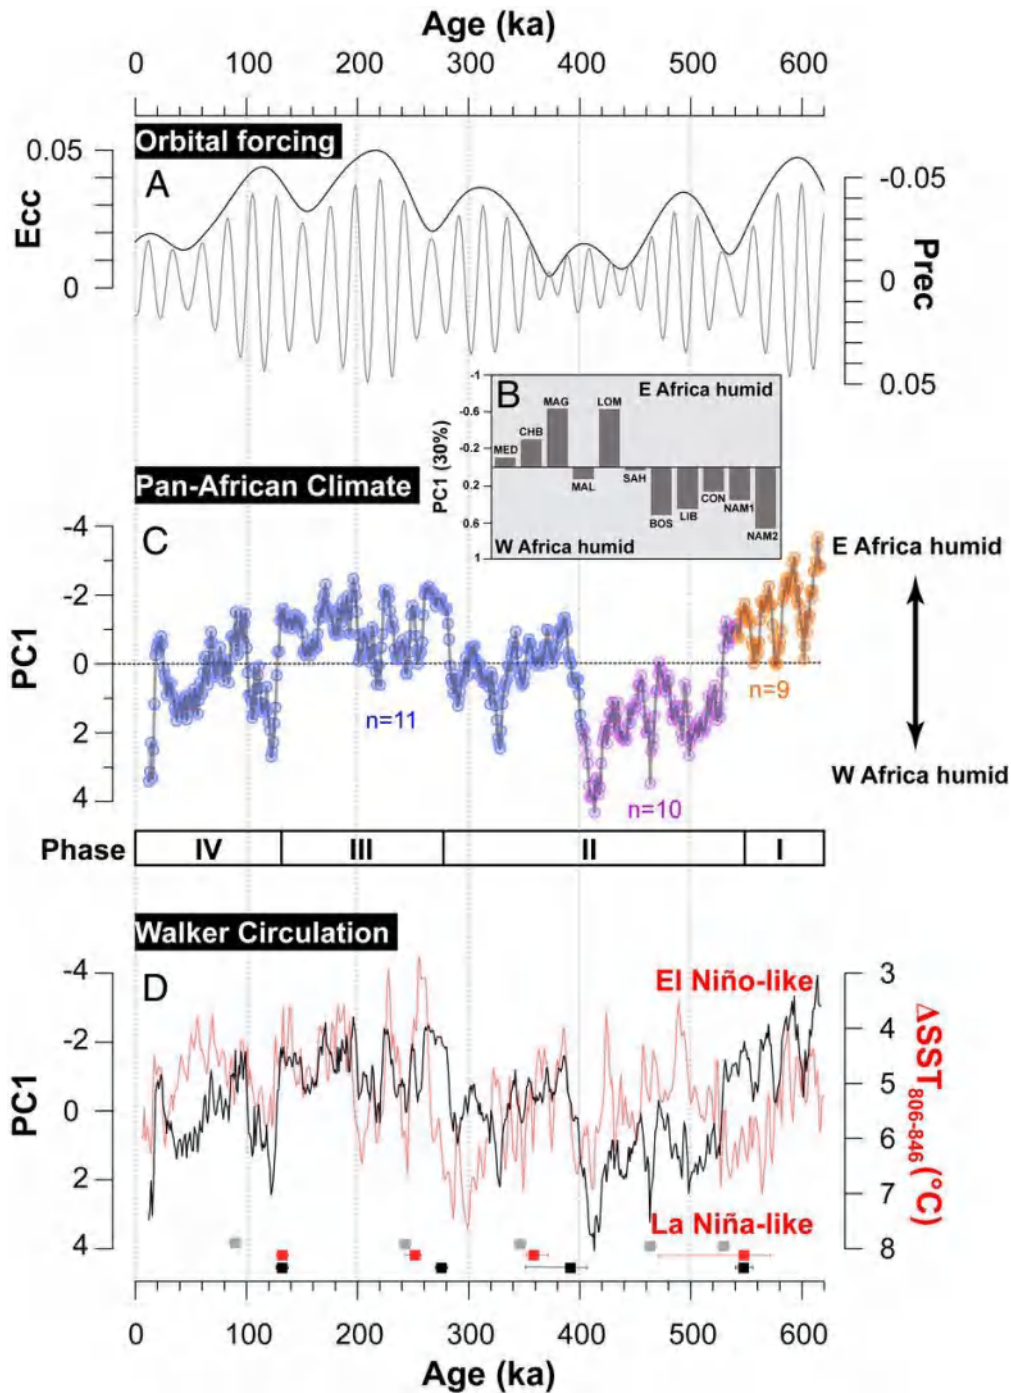 Age (ka)
0 100 200 300 400 500 600
Orbital forcing
A
Ecc
0.05
0
-0.05
0
0.05
Prec
B
PC1 (30%)
-1
-0.6
-0.2
0.2
0.6
1
E Africa humid
MED CHB MAG MAL LOM SAH BOS LIB CON NAM1 NAM2
W Africa humid
Pan-African Climate
C
PC1
-4
-2
0
2
4
n=11
n=10
n=9
E Africa humid
W Africa humid
Phase IV III II I
Walker Circulation
D
PC1
-4
-2
0
2
4
El Niño-like
La Niña-like
3
4
5
6
7
8
ΔSST806-846 (°C)
0 100 200 300 400 500 600
Age (ka)